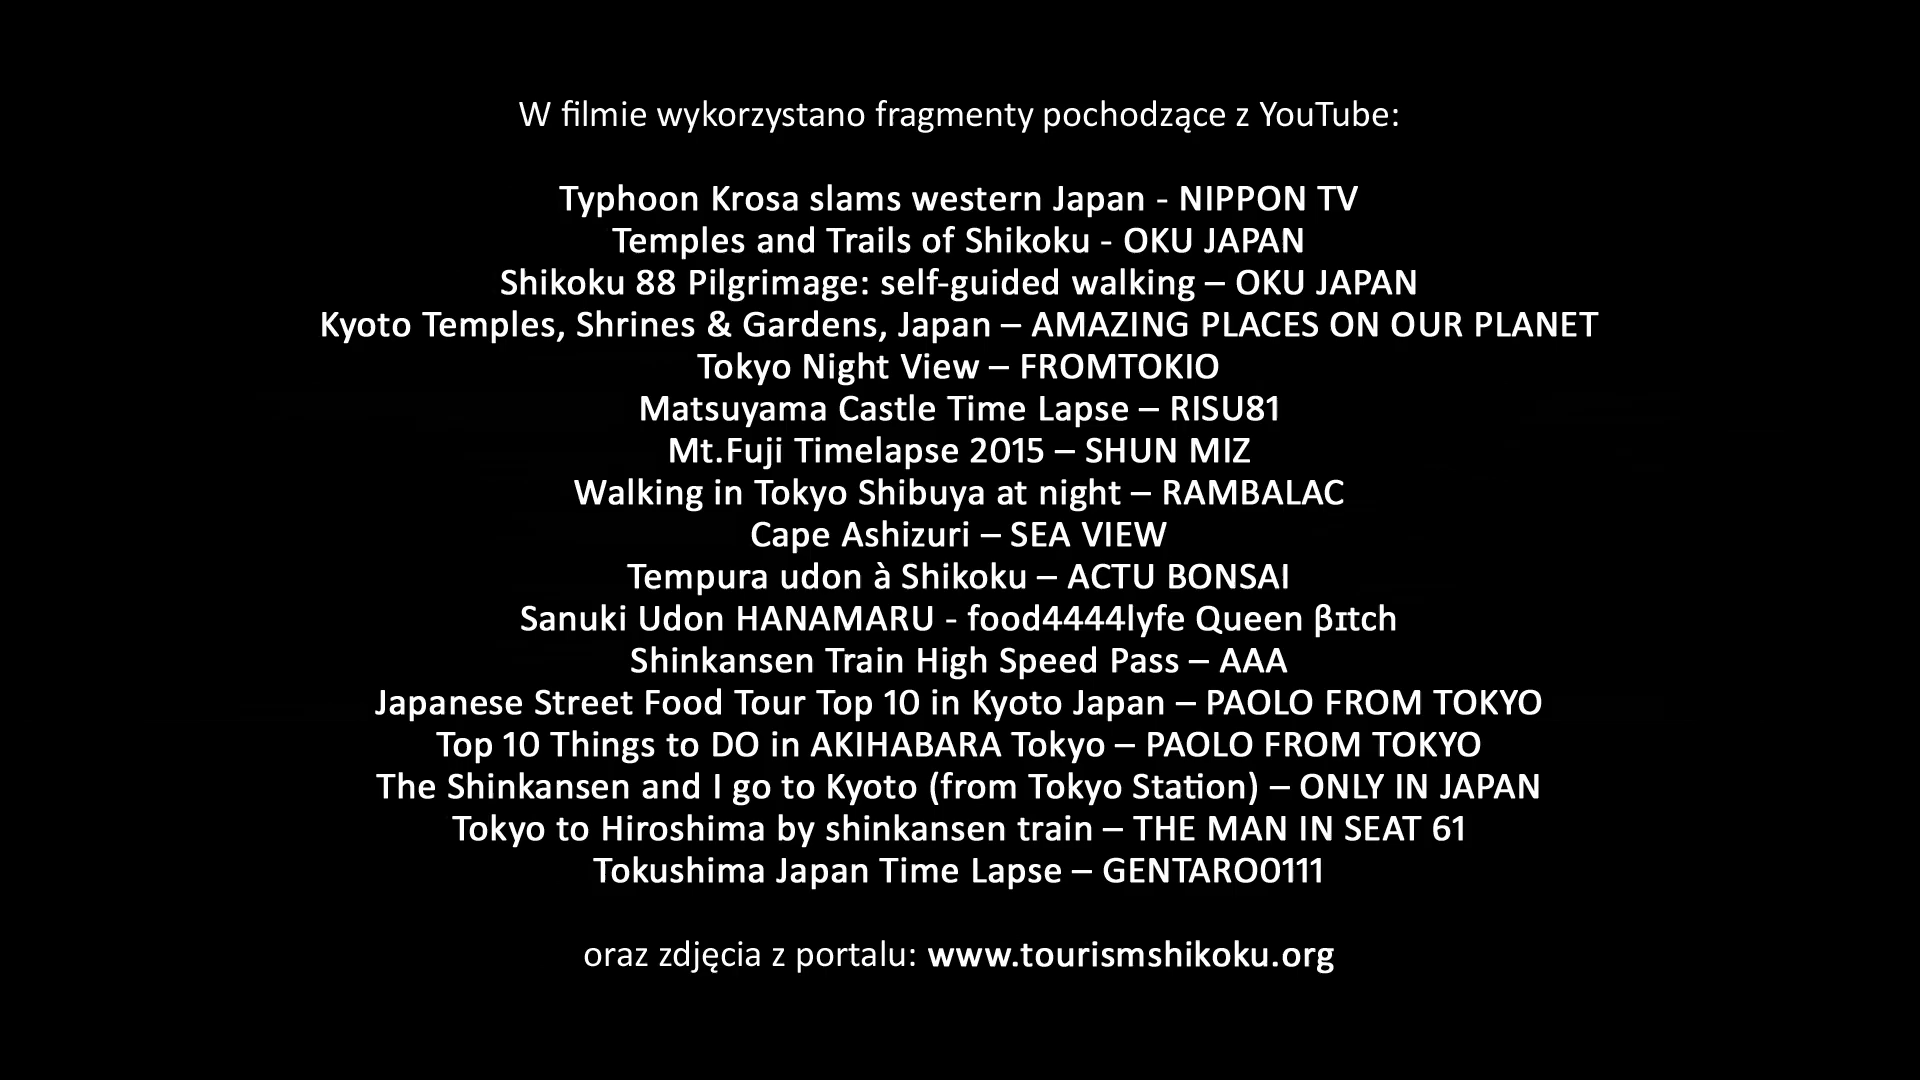 W filmie wykorzystano fragmenty pochodzące z YouTube:
Typhoon Krosa slams western Japan - NIPPON TV
Temples and Trails of Shikoku - OKU JAPAN
Shikoku 88 Pilgrimage: self-guided walking – OKU JAPAN
Kyoto Temples, Shrines & Gardens, Japan – AMAZING PLACES ON OUR PLANET
Tokyo Night View – FROMTOKIO
Matsuyama Castle Time Lapse – RISU81
Mt.Fuji Timelapse 2015 – SHUN MIZ
Walking in Tokyo Shibuya at night – RAMBALAC
Cape Ashizuri – SEA VIEW
Tempura udon à Shikoku – ACTU BONSAI
Sanuki Udon HANAMARU - food4444lyfe Queen βɪtch
Shinkansen Train High Speed Pass – AAA
Japanese Street Food Tour Top 10 in Kyoto Japan – PAOLO FROM TOKYO
Top 10 Things to DO in AKIHABARA Tokyo – PAOLO FROM TOKYO
The Shinkansen and I go to Kyoto (from Tokyo Station) – ONLY IN JAPAN
Tokyo to Hiroshima by shinkansen train – THE MAN IN SEAT 61
Tokushima Japan Time Lapse – GENTARO0111
oraz zdjęcia z portalu: www.tourismshikoku.org